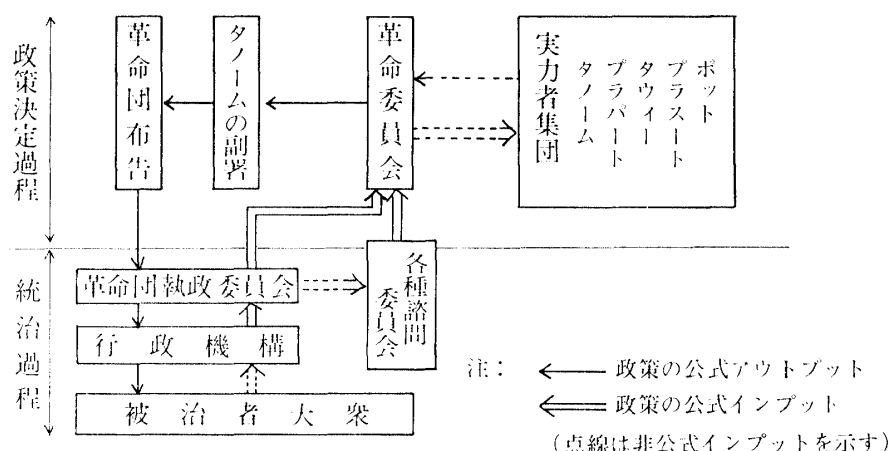 政策決定過程
革命団布告
タノームの副署
革命委員会
実力者集団
ポット
プラスート
タウィー
プラパート
タノーム
統治過程
革命団執政委員会
各種諮問
委員会
行政機構
被治者大衆
注：
政策の公式アウトプット
政策の公式インプット
（点線は非公式インプットを示す）